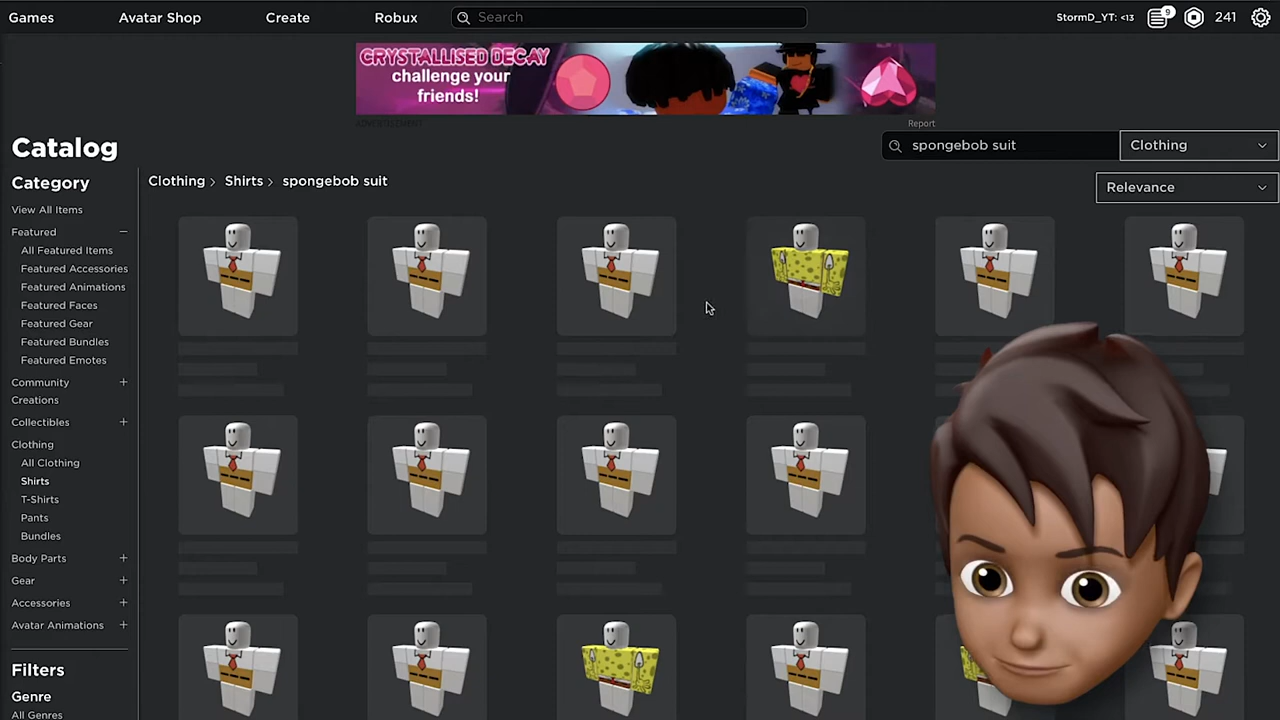 Games
Avatar Shop
Create
Robux
Search
StormD_YT: <13
9
241
CRYSTALLISED DECAY
challenge your
friends!
ADVERTISEMENT
Report
Catalog
spongebob suit
Clothing
Category
Clothing > Shirts > spongebob suit
Relevance
View All Items
Featured
All Featured Items
Featured Accessories
Featured Animations
Featured Faces
Featured Gear
Featured Bundles
Featured Emotes
Community
Creations
Collectibles
Clothing
All Clothing
Shirts
T-Shirts
Pants
Bundles
Body Parts
Gear
Accessories
Avatar Animations
Filters
Genre
All Genres